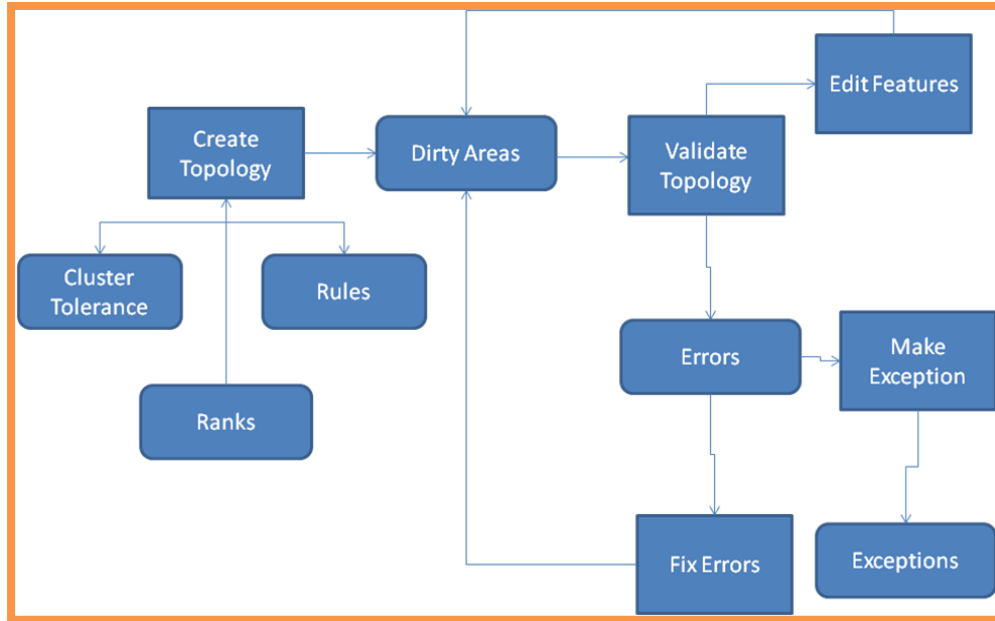 Edit Features
Create
Topology
Dirty Areas
Validate
Topology
Cluster
Tolerance
Rules
Errors
Make
Exception
Ranks
Fix Errors
Exceptions